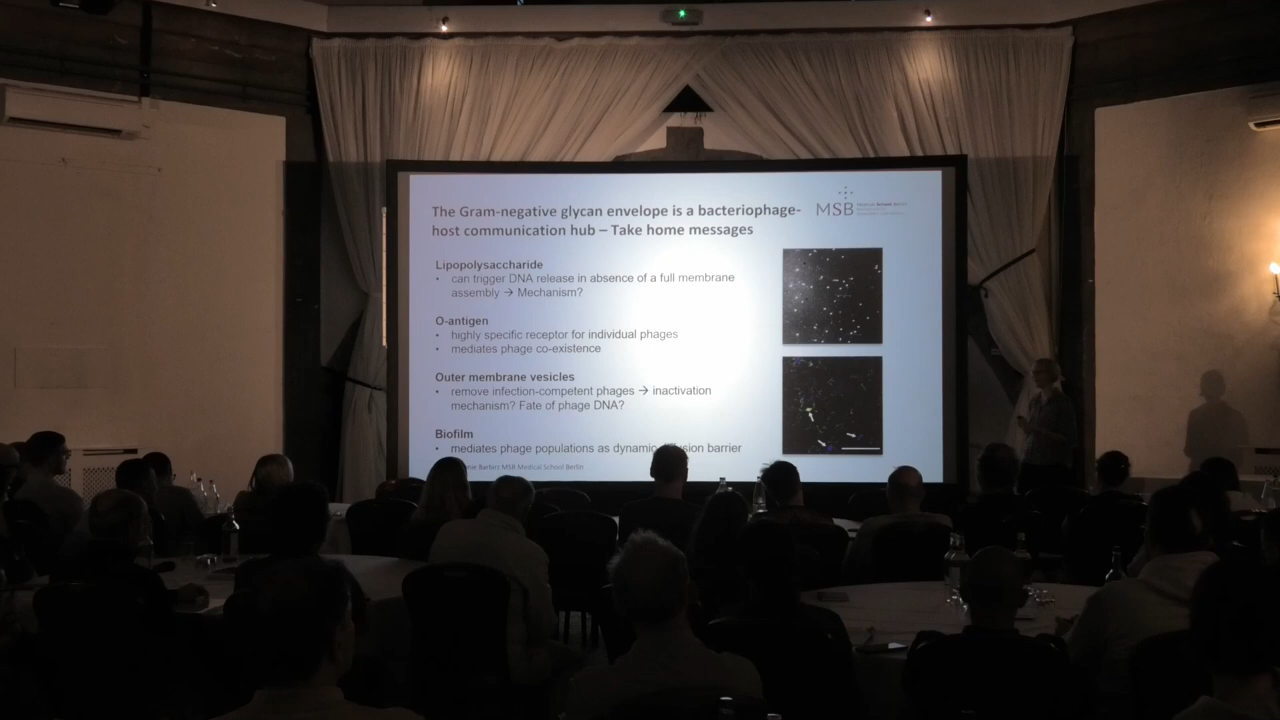 The Gram-negative glycan envelope is a bacteriophage-
host communication hub – Take home messages
MSB
Lipopolysaccharide
• can trigger DNA release in absence of a full membrane
assembly → Mechanism?
O-antigen
• highly specific receptor for individual phages
• mediates phage co-existence
Outer membrane vesicles
• remove infection-competent phages → inactivation
mechanism? Fate of phage DNA?
Biofilm
• mediates phage populations as dynamic barrier
MSB Medical School Berlin